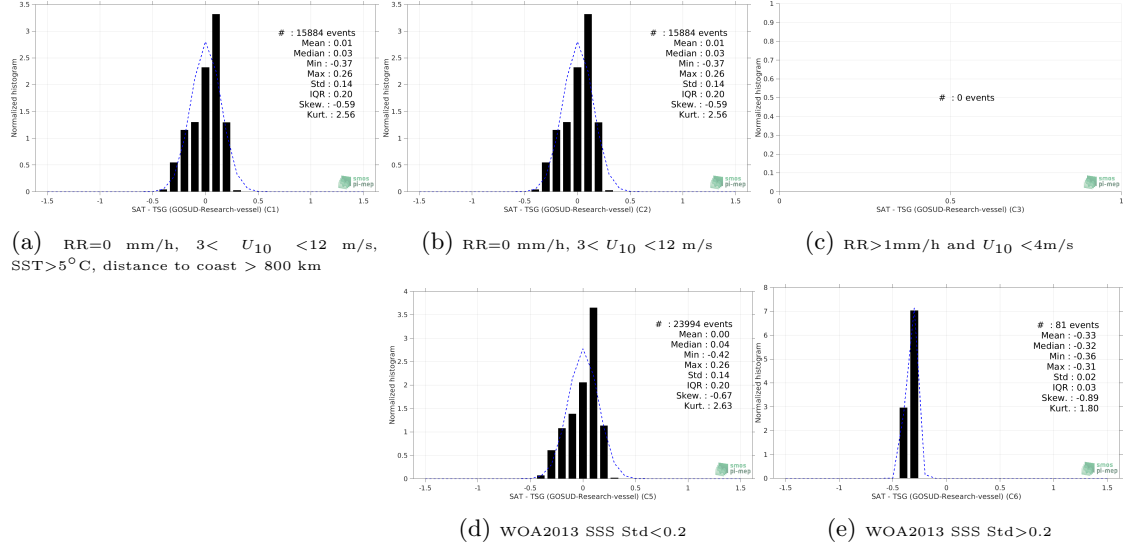 3.5
3
2.5
2
1.5
1
0.5
0
Normalized histogram
# : 15884 events
Mean : 0.01
Median : 0.03
Min : -0.37
Max : 0.26
Std : 0.14
IQR : 0.20
Skew. : -0.59
Kurt. : 2.56
smos
pi-mep
-1.5 -1 -0.5 0 0.5 1 1.5
SAT - TSG (GOSUD-Research-vessel) (C1)
(a) RR=0 mm/h, 3< U10 <12 m/s,
SST>5°C, distance to coast > 800 km
3.5
3
2.5
2
1.5
1
0.5
0
Normalized histogram
# : 15884 events
Mean : 0.01
Median : 0.03
Min : -0.37
Max : 0.26
Std : 0.14
IQR : 0.20
Skew. : -0.59
Kurt. : 2.56
smos
pi-mep
-1.5 -1 -0.5 0 0.5 1 1.5
SAT - TSG (GOSUD-Research-vessel) (C2)
(b) RR=0 mm/h, 3< U10 <12 m/s
1
0.9
0.8
0.7
0.6
0.5
0.4
0.3
0.2
0.1
0
Normalized histogram
# : 0 events
smos
pi-mep
0 0.5 1
SAT - TSG (GOSUD-Research-vessel) (C3)
(c) RR>1mm/h and U10 <4m/s
4
3.5
3
2.5
2
1.5
1
0.5
0
Normalized histogram
# : 23994 events
Mean : 0.00
Median : 0.04
Min : -0.42
Max : 0.26
Std : 0.14
IQR : 0.20
Skew. : -0.67
Kurt. : 2.63
smos
pi-mep
-1.5 -1 -0.5 0 0.5 1 1.5
SAT - TSG (GOSUD-Research-vessel) (C5)
(d) WOA2013 SSS Std<0.2
8
7
6
5
4
3
2
1
0
Normalized histogram
# : 81 events
Mean : -0.33
Median : -0.32
Min : -0.36
Max : -0.31
Std : 0.02
IQR : 0.03
Skew. : -0.89
Kurt. : 1.80
smos
pi-mep
-1.5 -1 -0.5 0 0.5 1 1.5
SAT - TSG (GOSUD-Research-vessel) (C6)
(e) WOA2013 SSS Std>0.2